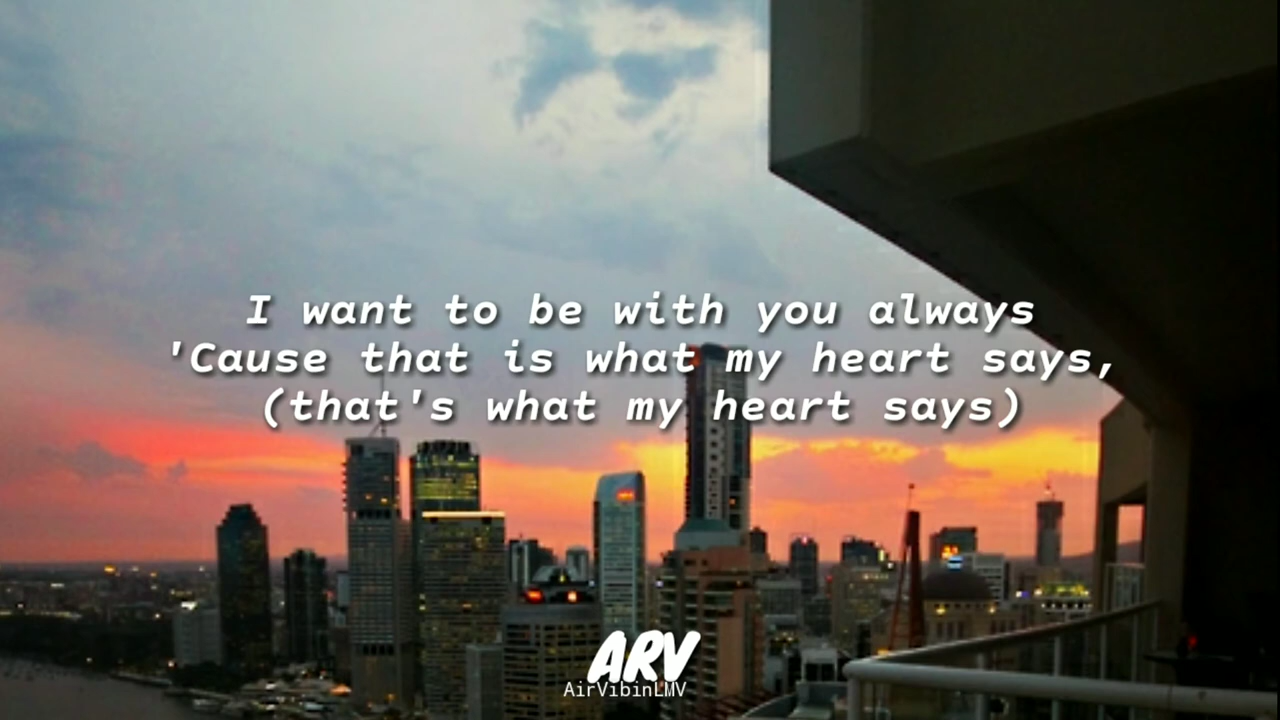 I want to be with you always
'Cause that is what my heart says,
(that's what my heart says)
ARV
AirVibinLMV